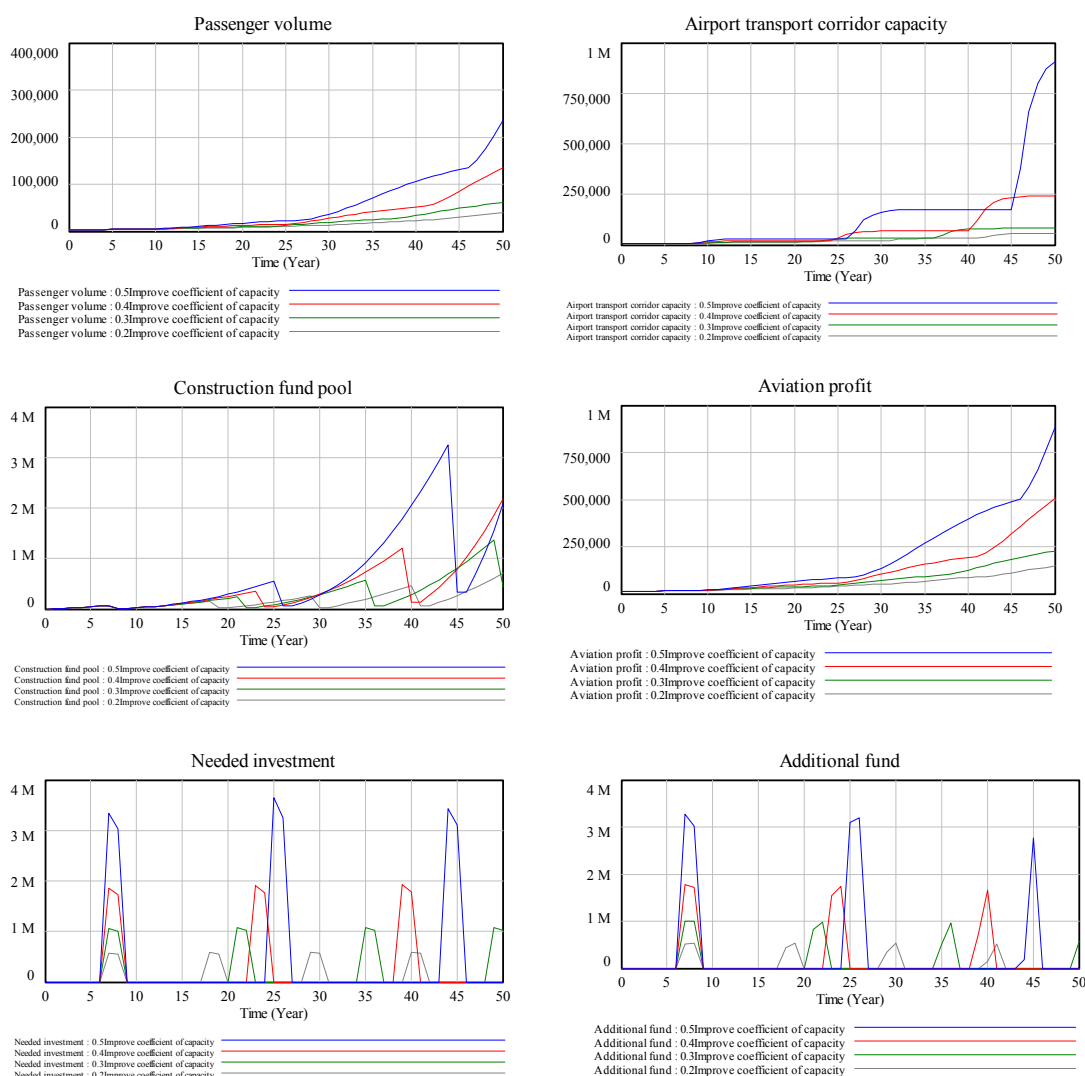 Passenger volume
400,000
300,000
200,000
100,000
0
0 5 10 15 20 25 30 35 40 45 50
Time (Year)
Passenger volume : 0.5Improve coefficient of capacity
Passenger volume : 0.4Improve coefficient of capacity
Passenger volume : 0.3Improve coefficient of capacity
Passenger volume : 0.2Improve coefficient of capacity
Airport transport corridor capacity
1 M
750,000
500,000
250,000
0
0 5 10 15 20 25 30 35 40 45 50
Time (Year)
Airport transport corridor capacity : 0.5Improve coefficient of capacity
Airport transport corridor capacity : 0.4Improve coefficient of capacity
Airport transport corridor capacity : 0.3Improve coefficient of capacity
Airport transport corridor capacity : 0.2Improve coefficient of capacity
Construction fund pool
4 M
3 M
2 M
1 M
0
0 5 10 15 20 25 30 35 40 45 50
Time (Year)
Construction fund pool : 0.5Improve coefficient of capacity
Construction fund pool : 0.4Improve coefficient of capacity
Construction fund pool : 0.3Improve coefficient of capacity
Construction fund pool : 0.2Improve coefficient of capacity
Aviation profit
1 M
750,000
500,000
250,000
0
0 5 10 15 20 25 30 35 40 45 50
Time (Year)
Aviation profit : 0.5Improve coefficient of capacity
Aviation profit : 0.4Improve coefficient of capacity
Aviation profit : 0.3Improve coefficient of capacity
Aviation profit : 0.2Improve coefficient of capacity
Needed investment
4 M
3 M
2 M
1 M
0
0 5 10 15 20 25 30 35 40 45 50
Time (Year)
Needed investment : 0.5Improve coefficient of capacity
Needed investment : 0.4Improve coefficient of capacity
Needed investment : 0.3Improve coefficient of capacity
Needed investment : 0.2Improve coefficient of capacity
Additional fund
4 M
3 M
2 M
1 M
0
0 5 10 15 20 25 30 35 40 45 50
Time (Year)
Additional fund : 0.5Improve coefficient of capacity
Additional fund : 0.4Improve coefficient of capacity
Additional fund : 0.3Improve coefficient of capacity
Additional fund : 0.2Improve coefficient of capacity